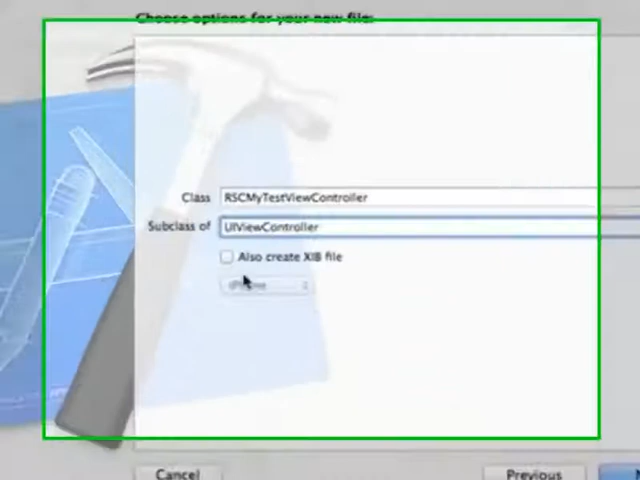 Choose options for your new file:
Class RSCMyTestViewController
Subclass of UIViewController
Also create XIB file
Cancel Previous